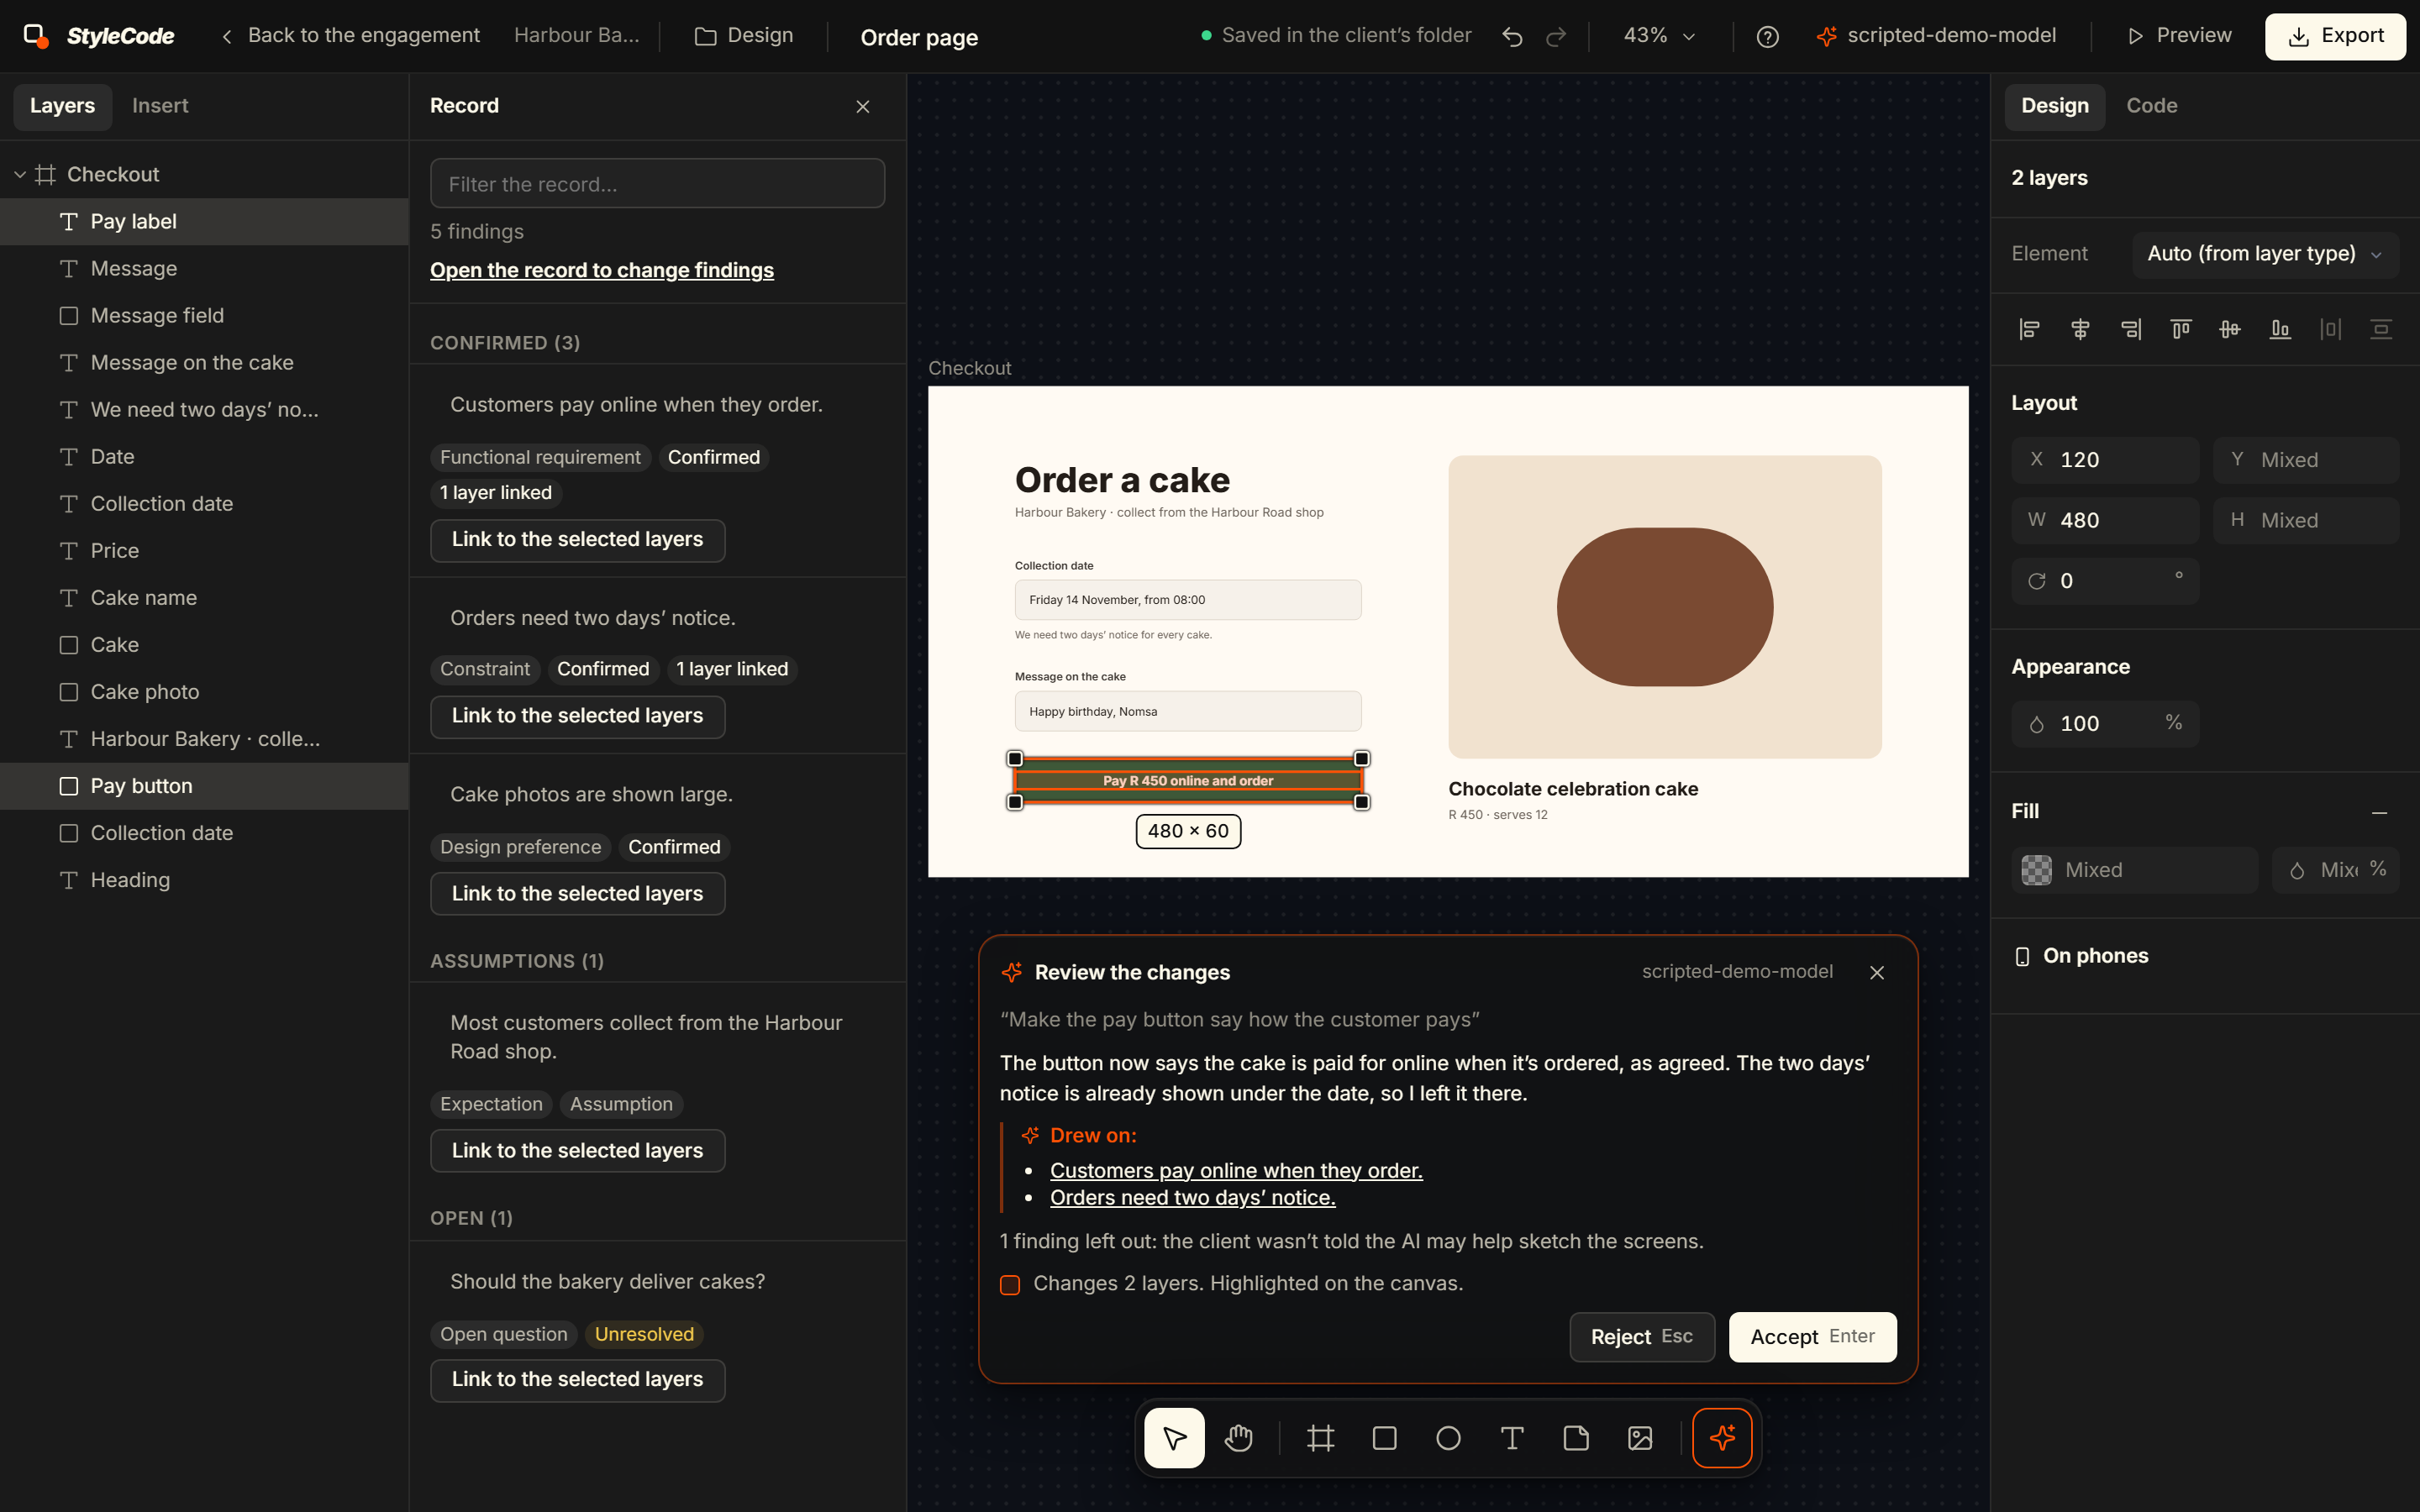 StyleCode
Back to the engagement
Harbour Ba...
Design
Order page
Saved in the client’s folder
43%
scripted-demo-model
Preview
Export
Layers
Insert
Checkout
Pay label
Message
Message field
Message on the cake
We need two days’ no...
Date
Collection date
Price
Cake name
Cake
Cake photo
Harbour Bakery · colle...
Pay button
Collection date
Heading
Record
Filter the record...
5 findings
Open the record to change findings
CONFIRMED (3)
Customers pay online when they order.
Functional requirement
Confirmed
1 layer linked
Link to the selected layers
Orders need two days’ notice.
Constraint
Confirmed
1 layer linked
Link to the selected layers
Cake photos are shown large.
Design preference
Confirmed
Link to the selected layers
ASSUMPTIONS (1)
Most customers collect from the Harbour
Road shop.
Expectation
Assumption
Link to the selected layers
OPEN (1)
Should the bakery deliver cakes?
Open question
Unresolved
Link to the selected layers
Checkout
Order a cake
Harbour Bakery · collect from the Harbour Road shop
Collection date
Friday 14 November, from 08:00
We need two days’ notice for every cake.
Message on the cake
Happy birthday, Nomsa
Pay R 450 online and order
480 × 60
Chocolate celebration cake
R 450 · serves 12
Review the changes
scripted-demo-model
“Make the pay button say how the customer pays”
The button now says the cake is paid for online when it’s ordered, as agreed. The two days’
notice is already shown under the date, so I left it there.
Drew on:
• Customers pay online when they order.
• Orders need two days’ notice.
1 finding left out: the client wasn’t told the AI may help sketch the screens.
Changes 2 layers. Highlighted on the canvas.
Reject Esc
Accept Enter
Design
Code
2 layers
Element
Auto (from layer type)
Layout
X 120
Y Mixed
W 480
H Mixed
0 °
Appearance
100 %
Fill
Mixed
%
On phones